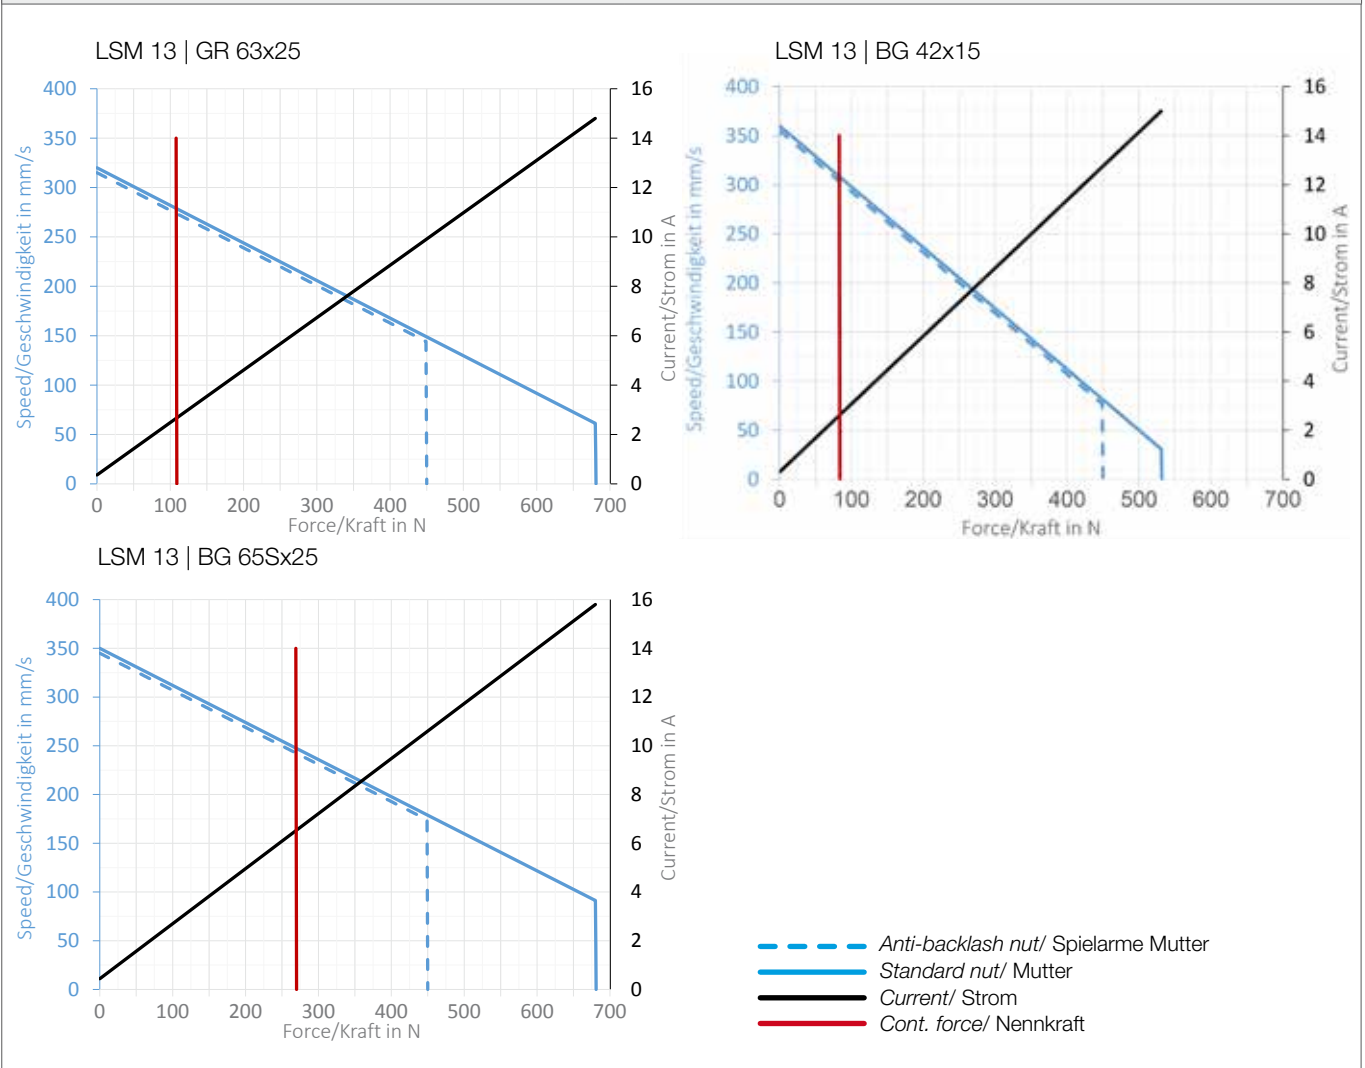 LSM 13 | GR 63x25
Speed/Geschwindigkeit in mm/s
400
350
300
250
200
150
100
50
0
16
14
12
10
8
6
4
2
0
Current/Strom in A
0 100 200 300 400 500 600 700
Force/Kraft in N
LSM 13 | BG 42x15
Speed/Geschwindigkeit in mm/s
400
350
300
250
200
150
100
50
0
16
14
12
10
8
6
4
2
0
Current/Strom in A
0 100 200 300 400 500 600 700
Force/Kraft in N
LSM 13 | BG 65Sx25
Speed/Geschwindigkeit in mm/s
400
350
300
250
200
150
100
50
0
16
14
12
10
8
6
4
2
0
Current/Strom in A
0 100 200 300 400 500 600 700
Force/Kraft in N
Anti-backlash nut/ Spielarme Mutter
Standard nut/ Mutter
Current/ Strom
Cont. force/ Nennkraft